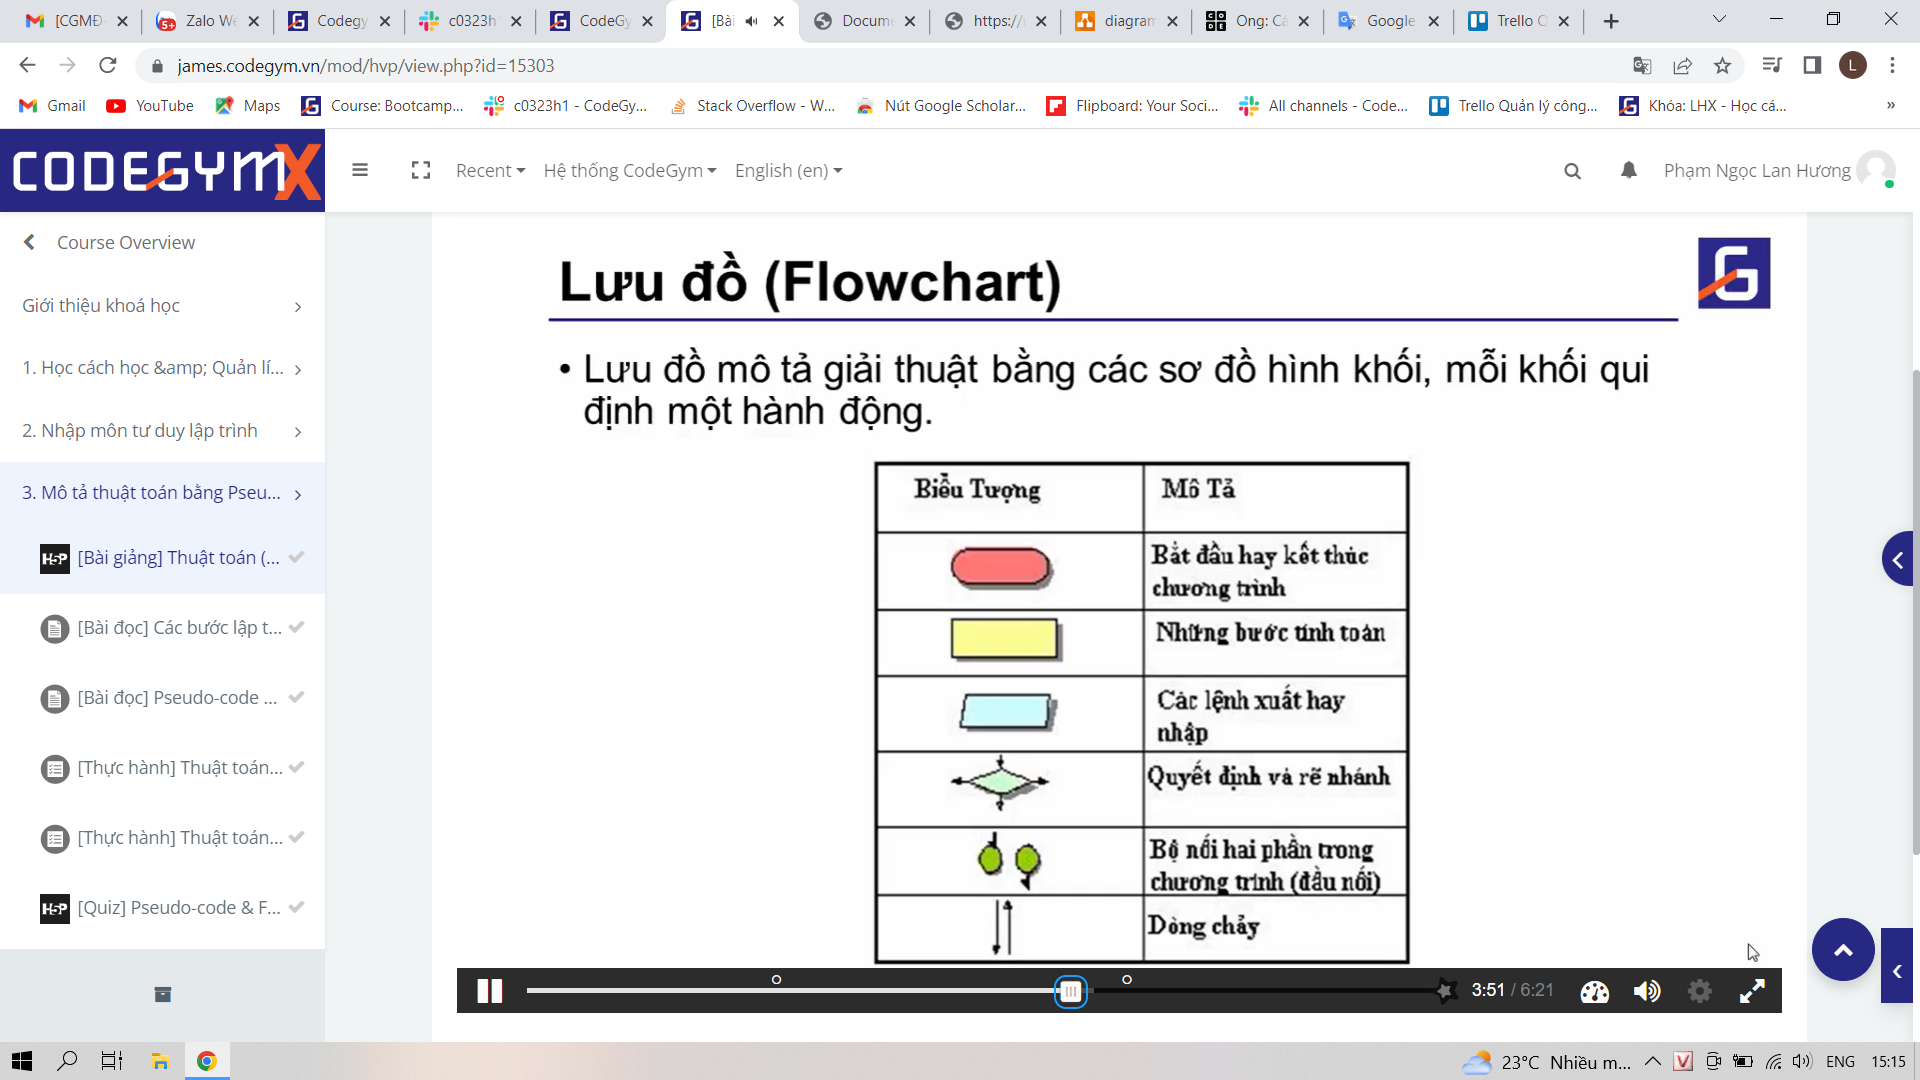 [CGMĐ-
Zalo We
Codegy
c0323h
CodeGy
[Bài
Docume
https://
diagram
Ong: Cá
Google
Trello Q
james.codegym.vn/mod/hvp/view.php?id=15303
L
Gmail
YouTube
Maps
Course: Bootcamp...
c0323h1 - CodeGy...
Stack Overflow - W...
Nút Google Scholar...
Flipboard: Your Soci...
All channels - Code...
Trello Quản lý công...
Khóa: LHX - Học cá...
»
CODEGYMX
Recent
Hệ thống CodeGym
English (en)
Phạm Ngọc Lan Hương
Course Overview
Giới thiệu khoá học
1. Học cách học &amp; Quản lí...
2. Nhập môn tư duy lập trình
3. Mô tả thuật toán bằng Pseu...
H5P [Bài giảng] Thuật toán (...
[Bài đọc] Các bước lập t...
[Bài đọc] Pseudo-code ...
[Thực hành] Thuật toán...
[Thực hành] Thuật toán...
H5P [Quiz] Pseudo-code & F...
Lưu đồ (Flowchart)
G
• Lưu đồ mô tả giải thuật bằng các sơ đồ hình khối, mỗi khối qui
định một hành động.
Biểu Tượng
Mô Tả
Bắt đầu hay kết thúc
chương trình
Những bước tính toán
Các lệnh xuất hay
nhập
Quyết định và rẽ nhánh
Bộ nối hai phần trong
chương trình (đầu nối)
Dòng chảy
3:51 / 6:21
23°C Nhiều m...
ENG
15:15